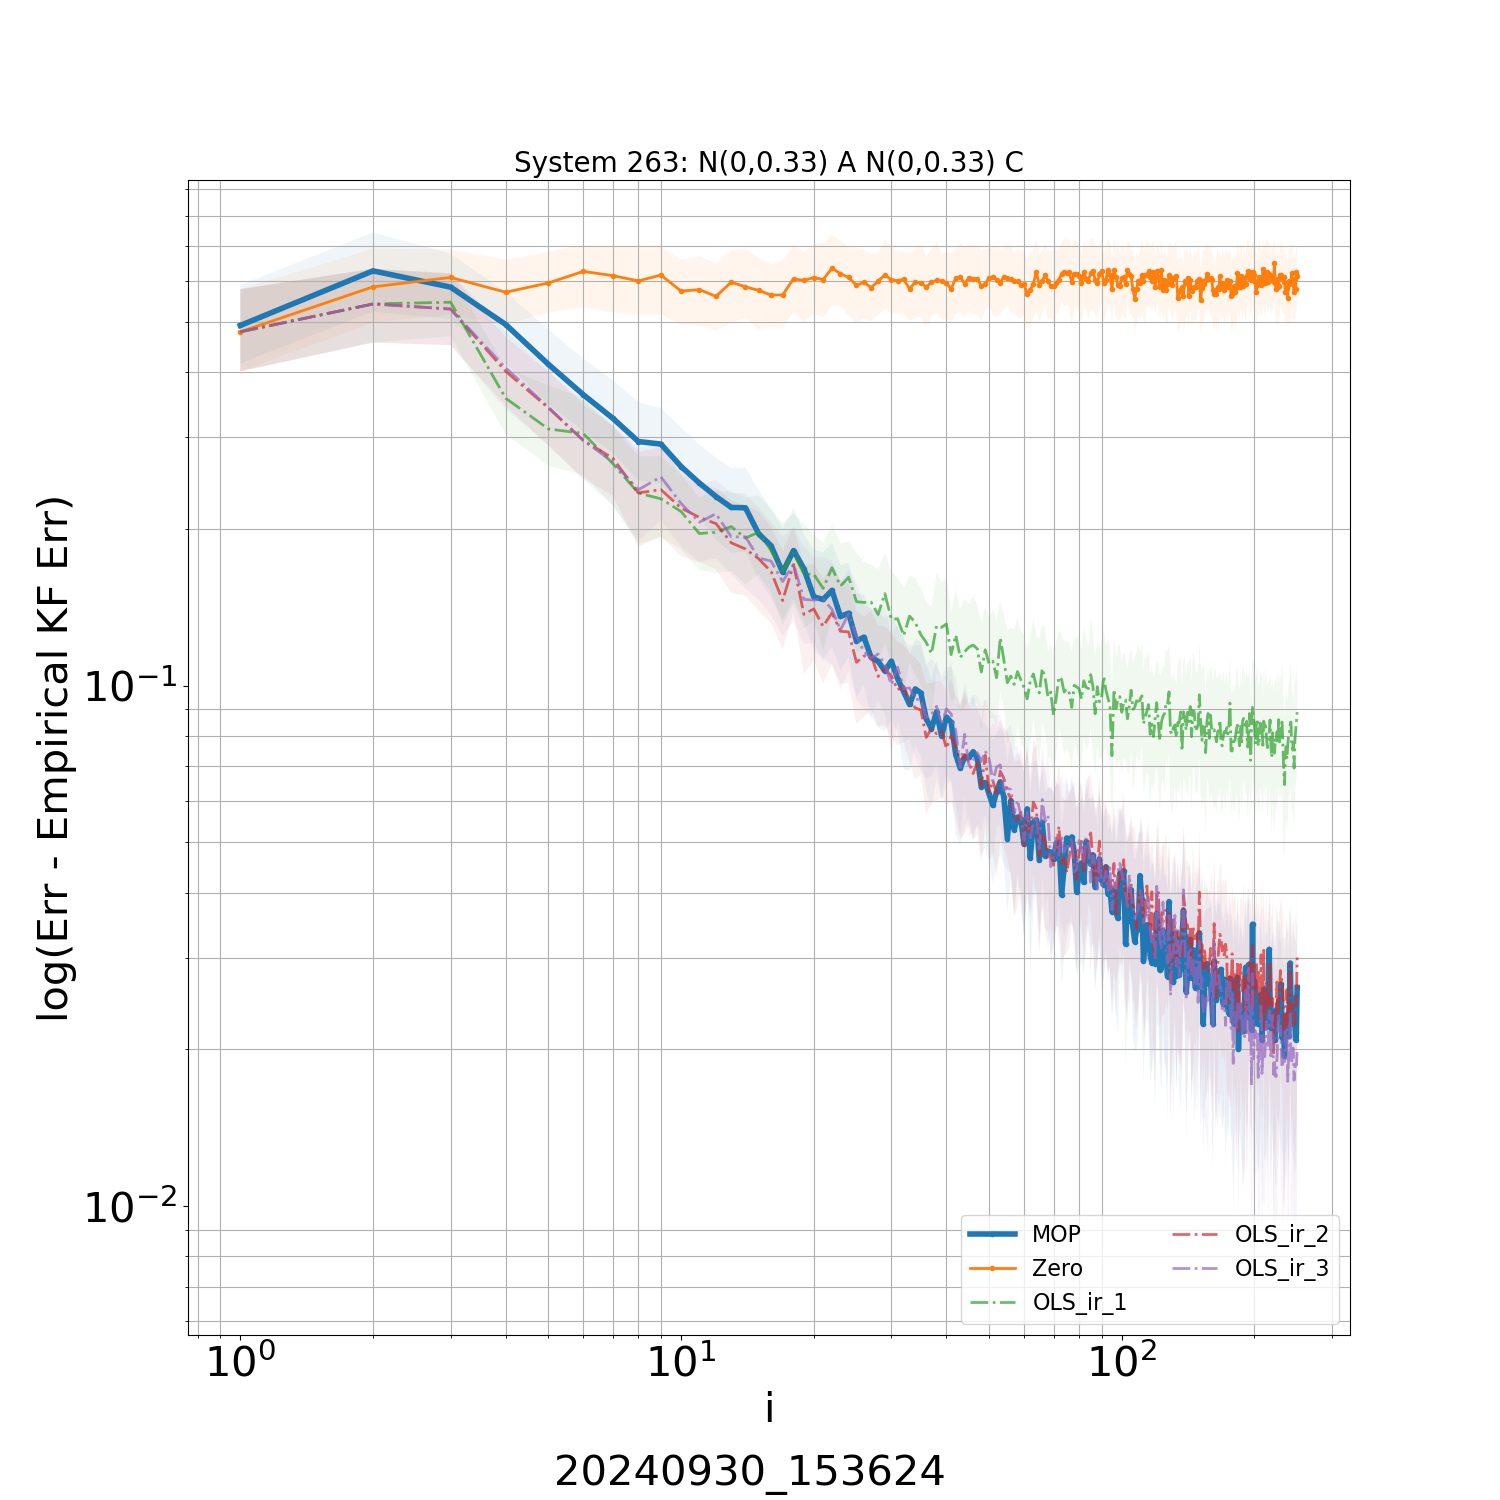 System 263: N(0,0.33) A N(0,0.33) C
log(Err - Empirical KF Err)
10⁻¹
10⁻²
MOP
Zero
OLS_ir_1
OLS_ir_2
OLS_ir_3
10⁰ 10¹ 10²
i
20240930_153624